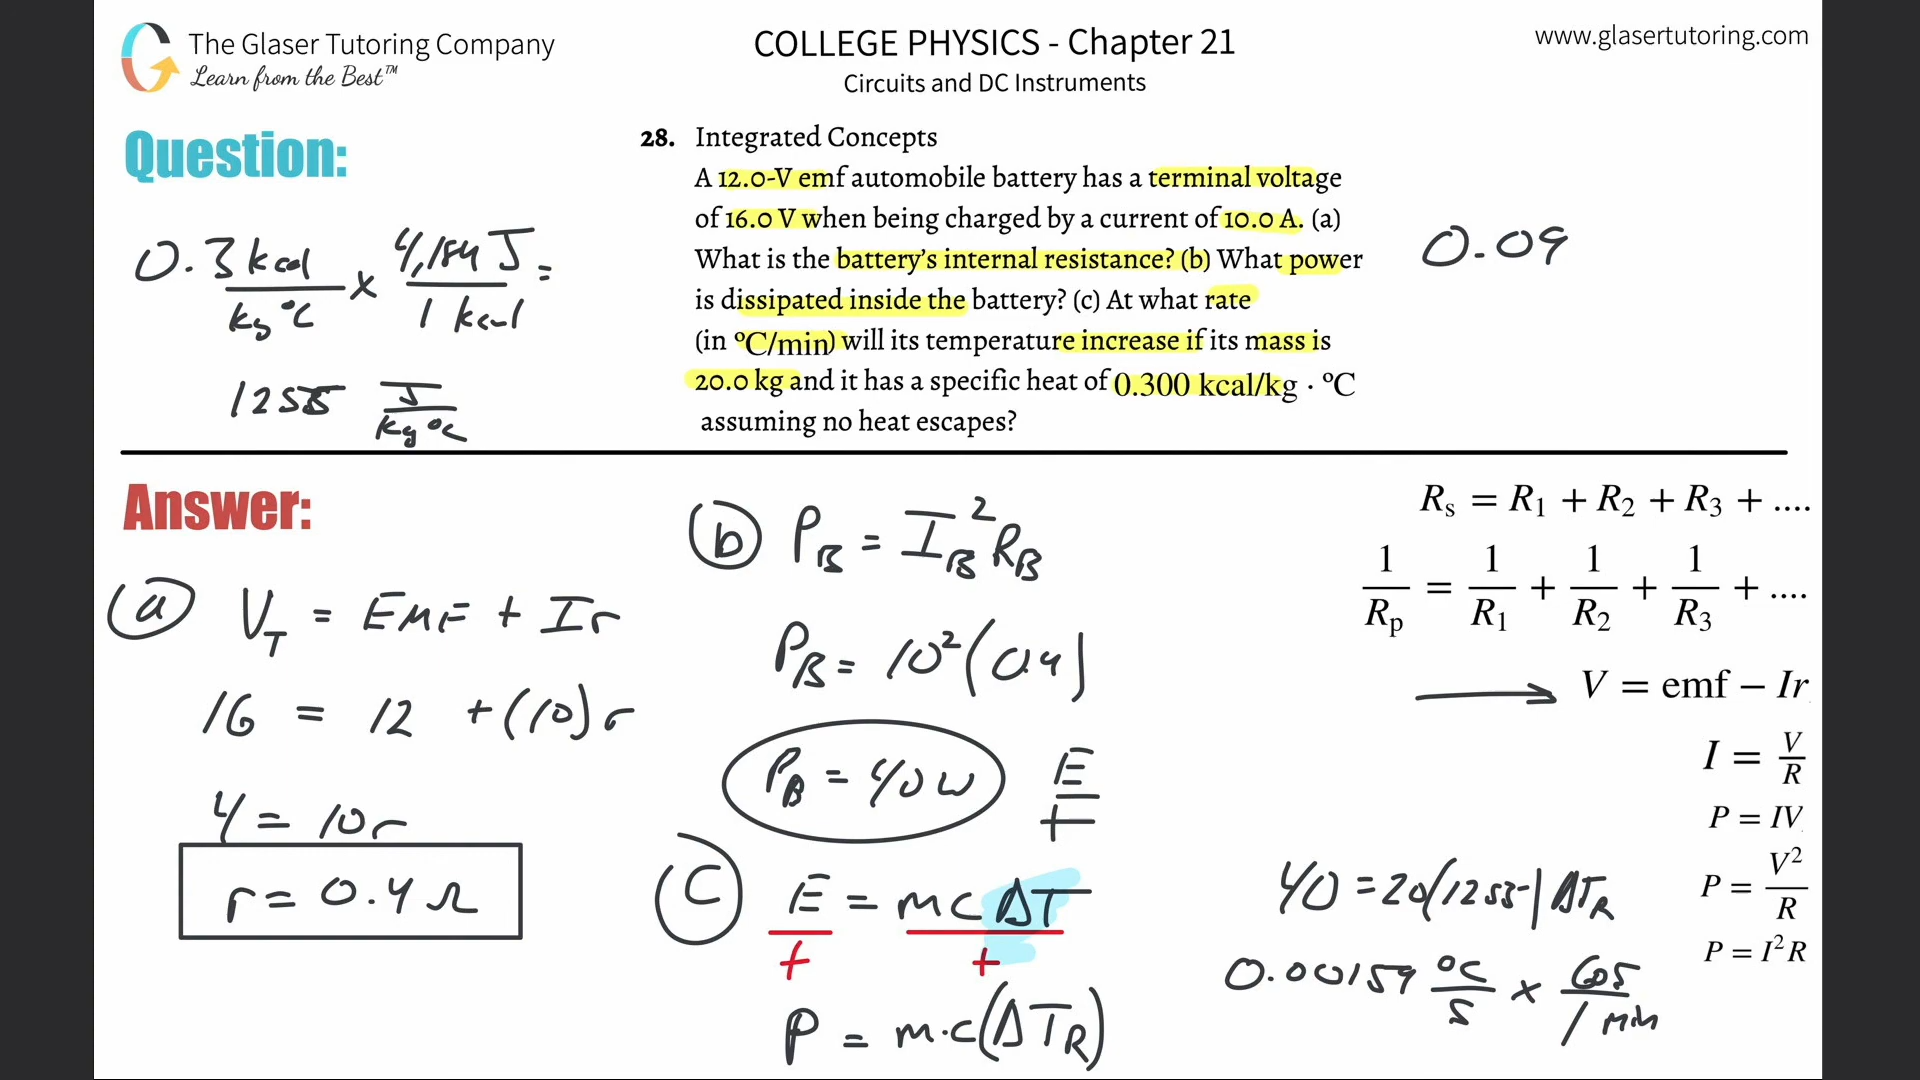 The Glaser Tutoring Company
Learn from the Best™
COLLEGE PHYSICS - Chapter 21
Circuits and DC Instruments
www.glasertutoring.com
Question:
28. Integrated Concepts
A 12.0-V emf automobile battery has a terminal voltage
of 16.0 V when being charged by a current of 10.0 A. (a)
What is the battery’s internal resistance? (b) What power
is dissipated inside the battery? (c) At what rate
(in ºC/min) will its temperature increase if its mass is
20.0 kg and it has a specific heat of 0.300 kcal/kg · ºC
assuming no heat escapes?
0.3 kcal/kg°C x 4,184 J/1 kcal =
1255 J/kg°C
0.09
Answer:
(a) V_T = EMF + Ir
16 = 12 + (10) r
4 = 10r
r = 0.4 Ω
(b) P_B = I_B² R_B
P_B = 10² (0.4)
P_B = 40 W
E/t
(c) E/t = mcΔT/t
P = m·c(ΔT_R)
R_s = R_1 + R_2 + R_3 + ....
1/R_p = 1/R_1 + 1/R_2 + 1/R_3 + ....
→ V = emf − Ir
I = V/R
P = IV
P = V²/R
P = I²R
40 = 20(1255) ΔT_R
0.00159 °C/s x 60s/1 min